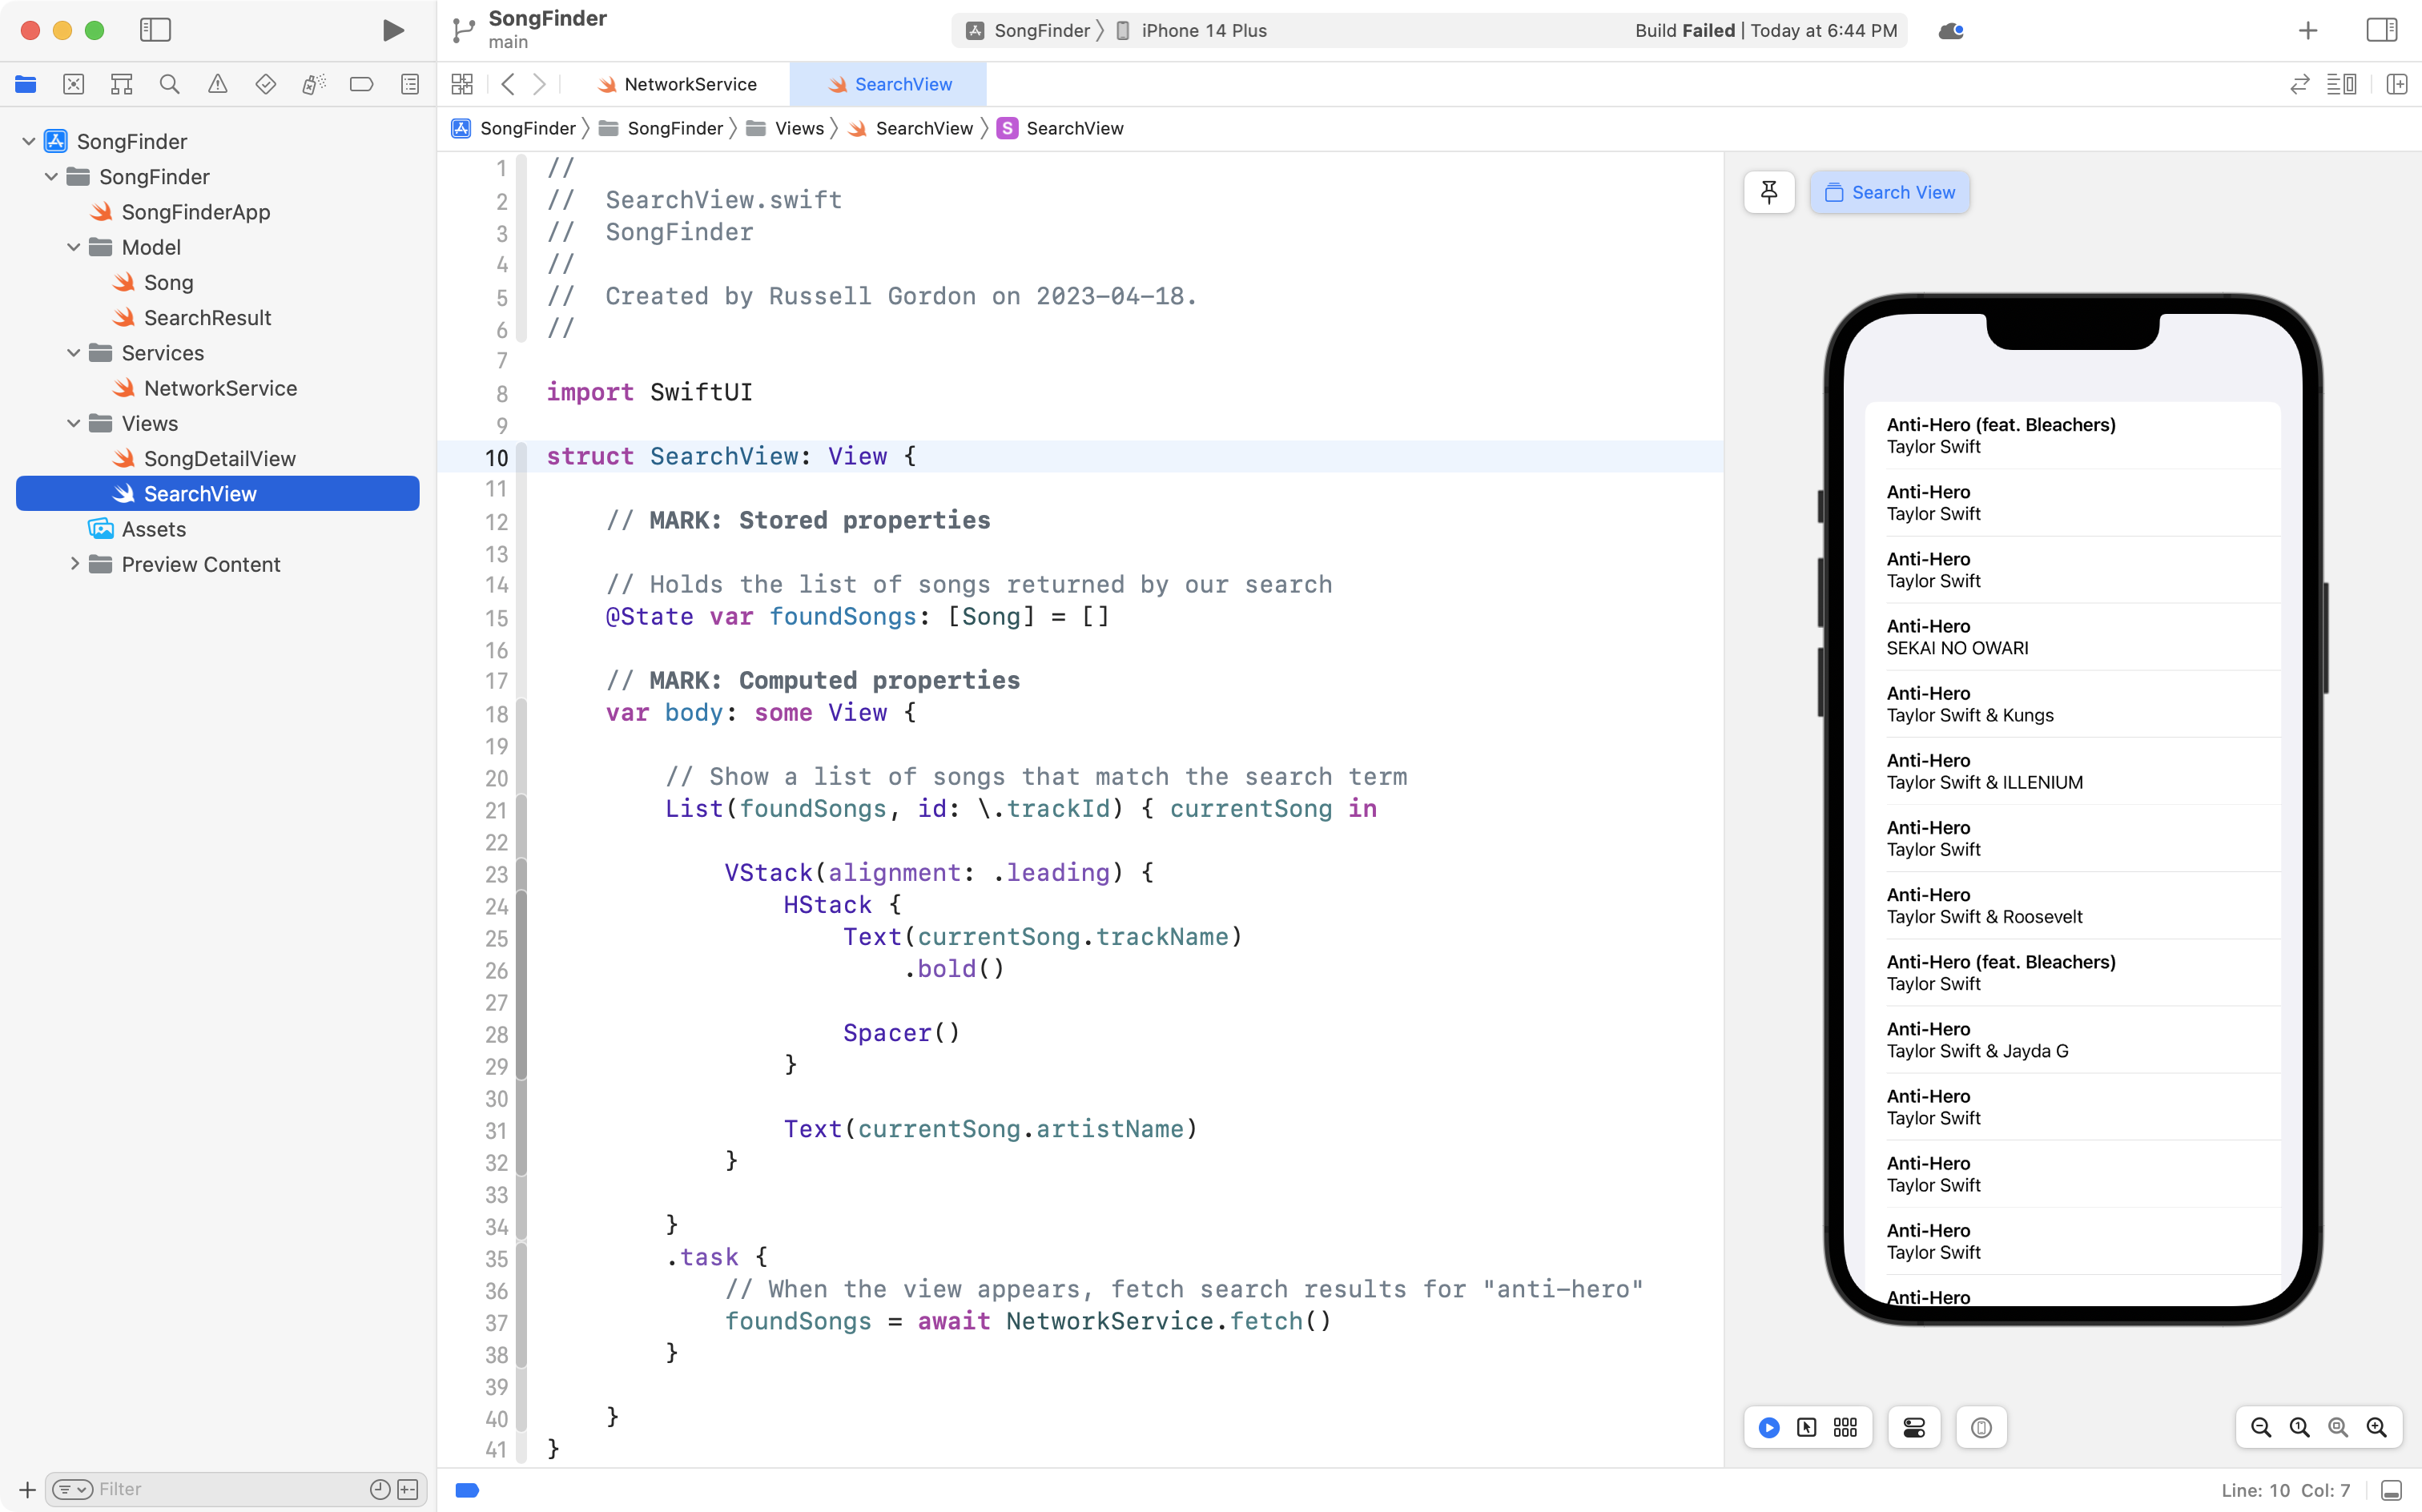 SongFinder
main
SongFinder
iPhone 14 Plus
Build Failed | Today at 6:44 PM
NetworkService
SearchView
SongFinder
SongFinder
Views
SearchView
S
SearchView
SongFinder
SongFinder
SongFinderApp
Model
Song
SearchResult
Services
NetworkService
Views
SongDetailView
SearchView
Assets
Preview Content
Filter
1 //
2 //  SearchView.swift
3 //  SongFinder
4 //
5 //  Created by Russell Gordon on 2023-04-18.
6 //
7
8 import SwiftUI
9
10 struct SearchView: View {
11
12     // MARK: Stored properties
13
14     // Holds the list of songs returned by our search
15     @State var foundSongs: [Song] = []
16
17     // MARK: Computed properties
18     var body: some View {
19
20         // Show a list of songs that match the search term
21         List(foundSongs, id: \.trackId) { currentSong in
22
23             VStack(alignment: .leading) {
24                 HStack {
25                     Text(currentSong.trackName)
26                         .bold()
27
28                     Spacer()
29                 }
30
31                 Text(currentSong.artistName)
32             }
33
34         }
35         .task {
36             // When the view appears, fetch search results for "anti-hero"
37             foundSongs = await NetworkService.fetch()
38         }
39
40     }
41 }
Search View
Anti-Hero (feat. Bleachers)
Taylor Swift
Anti-Hero
Taylor Swift
Anti-Hero
Taylor Swift
Anti-Hero
SEKAI NO OWARI
Anti-Hero
Taylor Swift & Kungs
Anti-Hero
Taylor Swift & ILLENIUM
Anti-Hero
Taylor Swift
Anti-Hero
Taylor Swift & Roosevelt
Anti-Hero (feat. Bleachers)
Taylor Swift
Anti-Hero
Taylor Swift & Jayda G
Anti-Hero
Taylor Swift
Anti-Hero
Taylor Swift
Anti-Hero
Taylor Swift
Anti-Hero
Line: 10 Col: 7